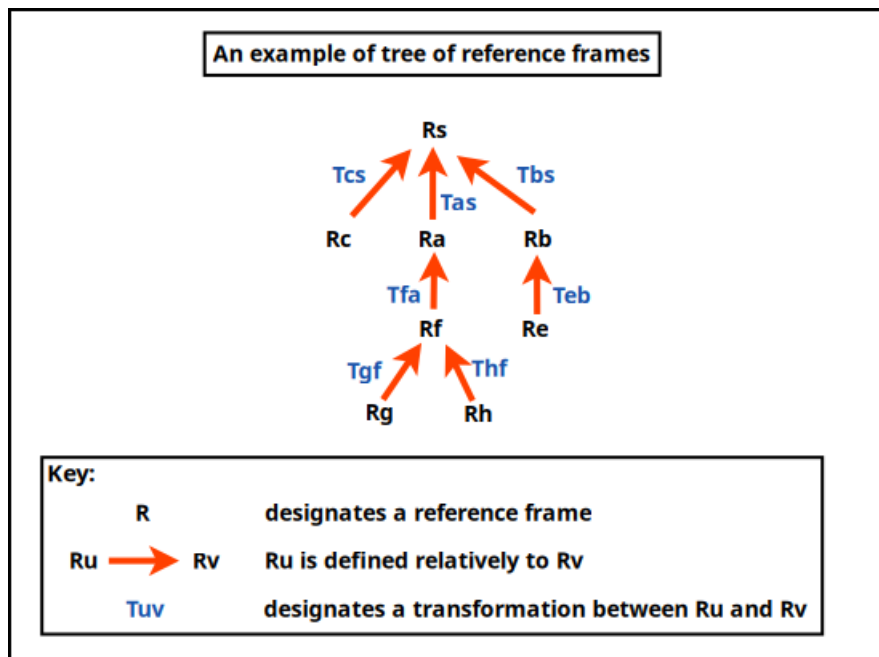 An example of tree of reference frames
Rs
Tcs
Tbs
Tas
Rc Ra Rb
Tfa
Teb
Rf Re
Tgf Thf
Rg Rh
Key:
R designates a reference frame
Ru Rv Ru is defined relatively to Rv
Tuv designates a transformation between Ru and Rv